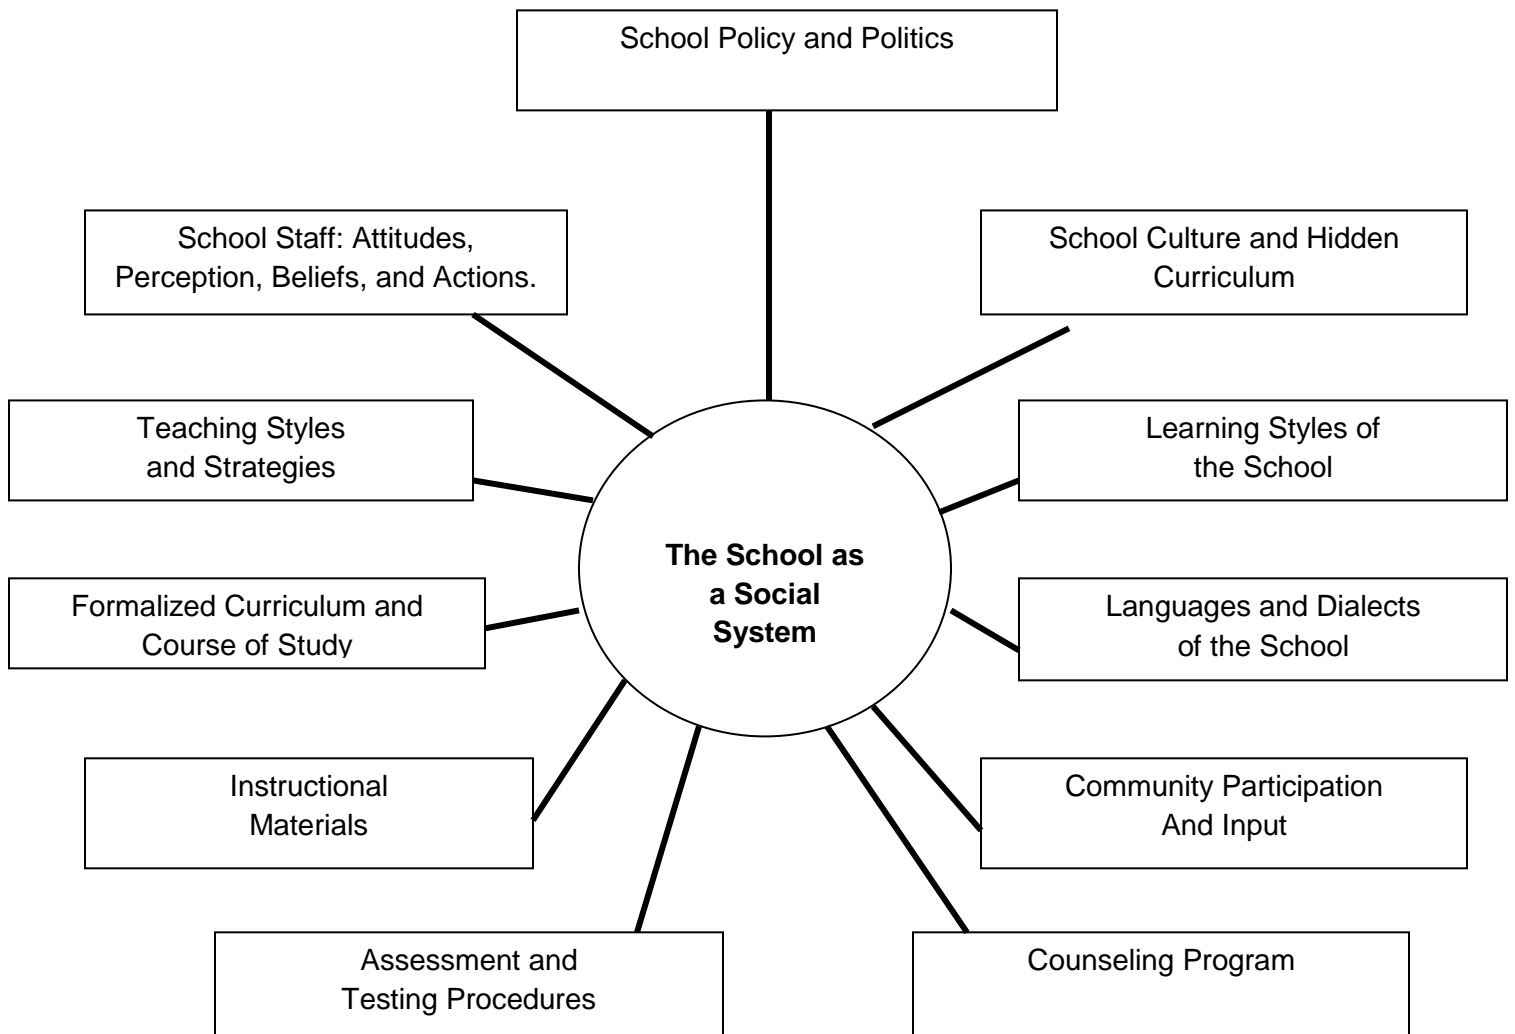 School Policy and Politics
School Staff: Attitudes,
Perception, Beliefs, and Actions.
School Culture and Hidden
Curriculum
Teaching Styles
and Strategies
Learning Styles of
the School
The School as
a Social
System
Formalized Curriculum and
Course of Study
Languages and Dialects
of the School
Instructional
Materials
Community Participation
And Input
Assessment and
Testing Procedures
Counseling Program